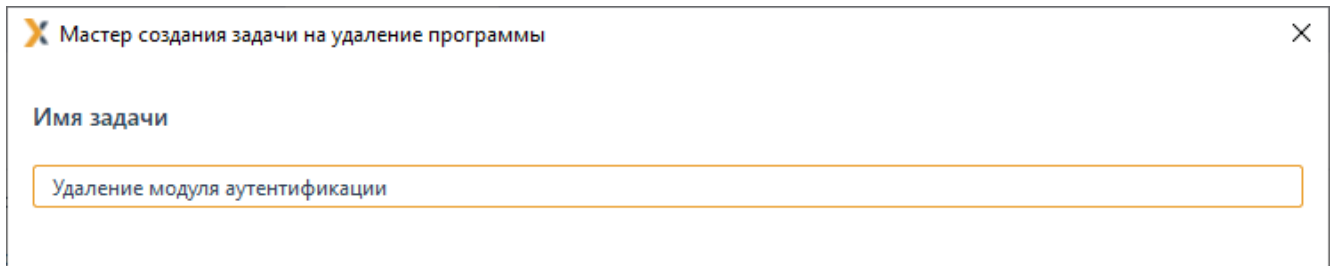 Мастер создания задачи на удаление программы
Имя задачи
Удаление модуля аутентификации